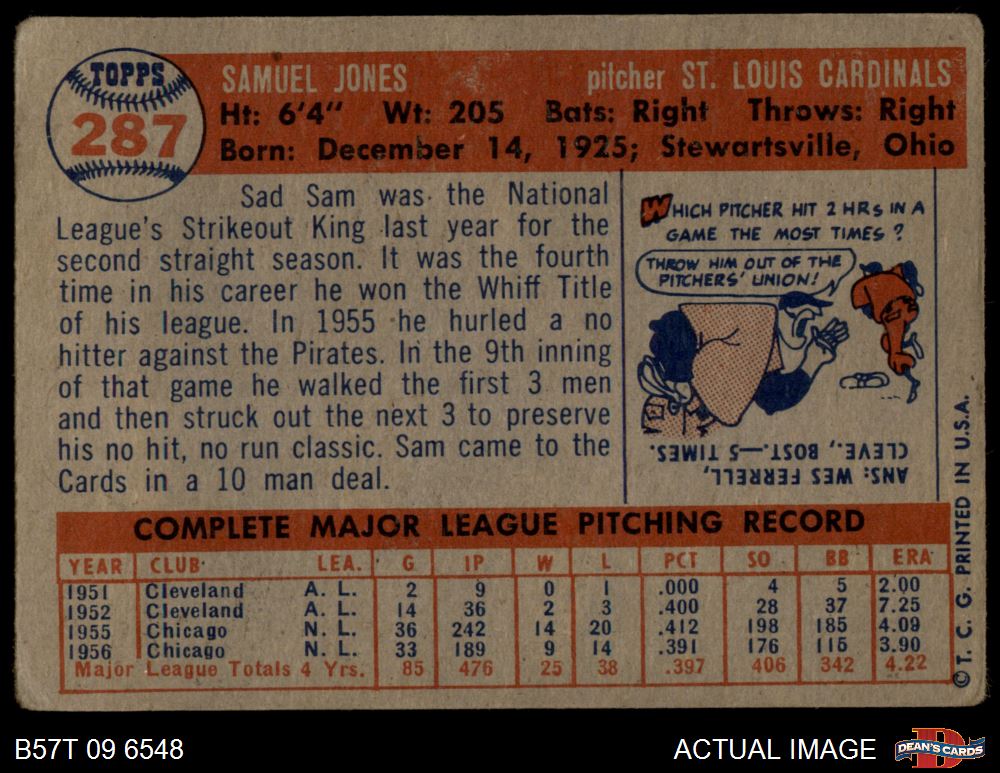 TOPPS
287
SAMUEL JONES pitcher ST. LOUIS CARDINALS
Ht: 6'4" Wt: 205 Bats: Right Throws: Right
Born: December 14, 1925; Stewartsville, Ohio
Sad Sam was the National
League's Strikeout King last year for the
second straight season. It was the fourth
time in his career he won the Whiff Title
of his league. In 1955 he hurled a no
hitter against the Pirates. In the 9th inning
of that game he walked the first 3 men
and then struck out the next 3 to preserve
his no hit, no run classic. Sam came to the
Cards in a 10 man deal.
WHICH PITCHER HIT 2 HRS IN A
GAME THE MOST TIMES?
THROW HIM OUT OF THE
PITCHERS' UNION!
ANS: WES FERRELL,
CLEVE., BOST.—5 TIMES.
COMPLETE MAJOR LEAGUE PITCHING RECORD
YEAR CLUB LEA. G IP W L PCT SO BB ERA
1951 Cleveland A. L. 2 9 0 1 .000 4 5 2.00
1952 Cleveland A. L. 14 36 2 3 .400 28 37 7.25
1955 Chicago N. L. 36 242 14 20 .412 198 185 4.09
1956 Chicago N. L. 33 189 9 14 .391 176 115 3.90
Major League Totals 4 Yrs. 85 476 25 38 .397 406 342 4.22
© T. C. G. PRINTED IN U.S.A.
B57T 09 6548
ACTUAL IMAGE
D
DEAN'S CARDS